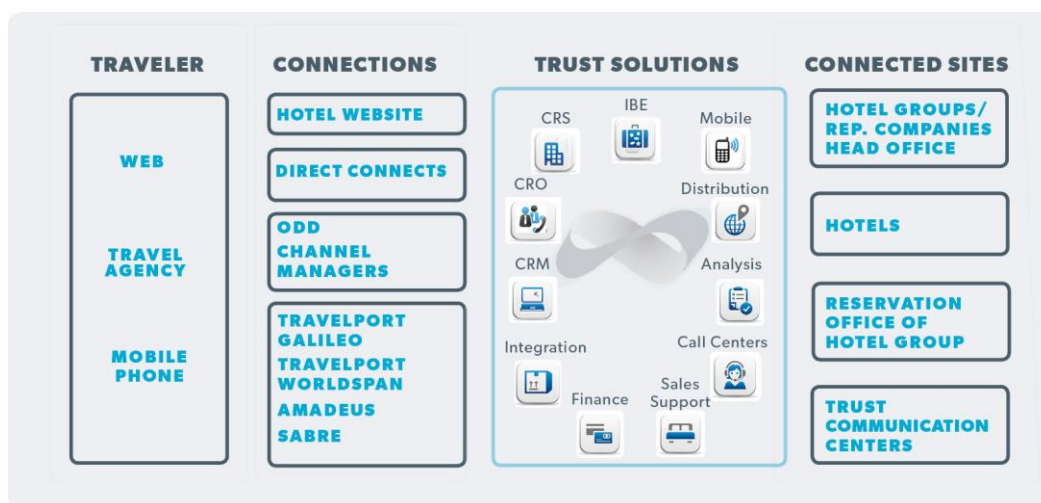 TRAVELER
WEB
TRAVEL
AGENCY
MOBILE
PHONE
CONNECTIONS
HOTEL WEBSITE
DIRECT CONNECTS
ODD
CHANNEL
MANAGERS
TRAVELPORT
GALILEO
TRAVELPORT
WORLDSPAN
AMADEUS
SABRE
TRUST SOLUTIONS
CRS
IBE
Mobile
CRO
Distribution
CRM
Analysis
Integration
Call Centers
Finance
Sales
Support
CONNECTED SITES
HOTEL GROUPS/
REP. COMPANIES
HEAD OFFICE
HOTELS
RESERVATION
OFFICE OF
HOTEL GROUP
TRUST
COMMUNICATION
CENTERS